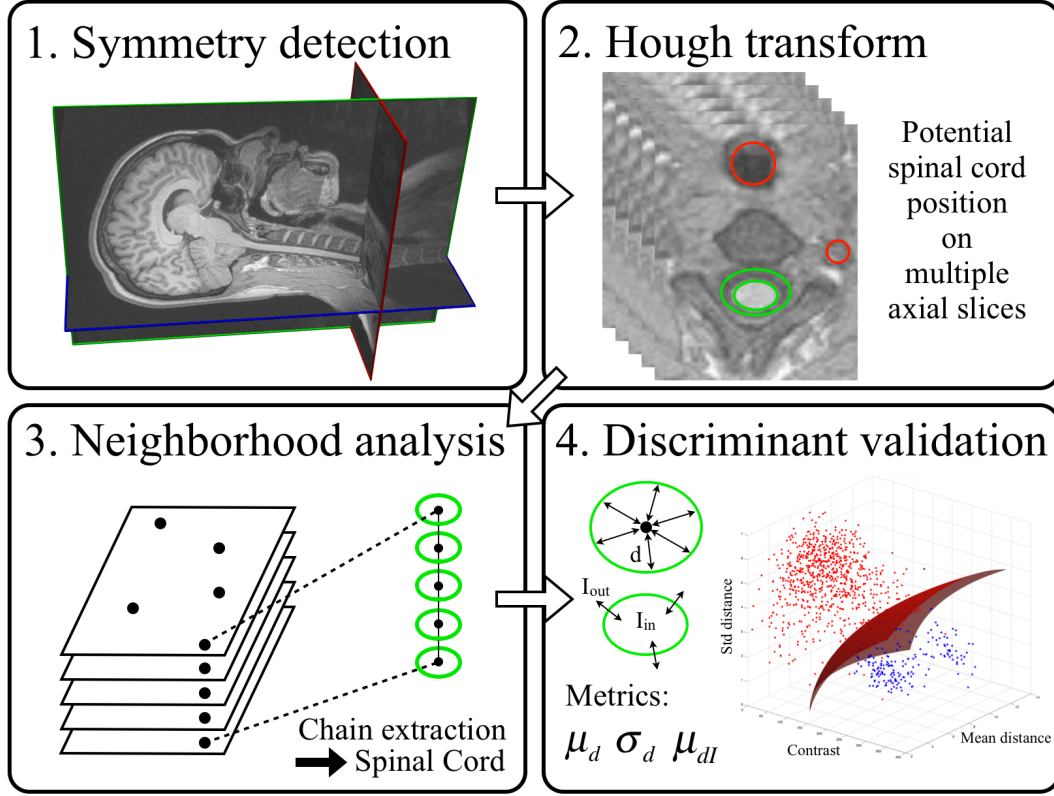 1. Symmetry detection
2. Hough transform
Potential
spinal cord
position
on
multiple
axial slices
3. Neighborhood analysis
Chain extraction
Spinal Cord
4. Discriminant validation
d
I_out
I_in
Metrics:
μ_d σ_d μ_dI
Std distance
Contrast
Mean distance